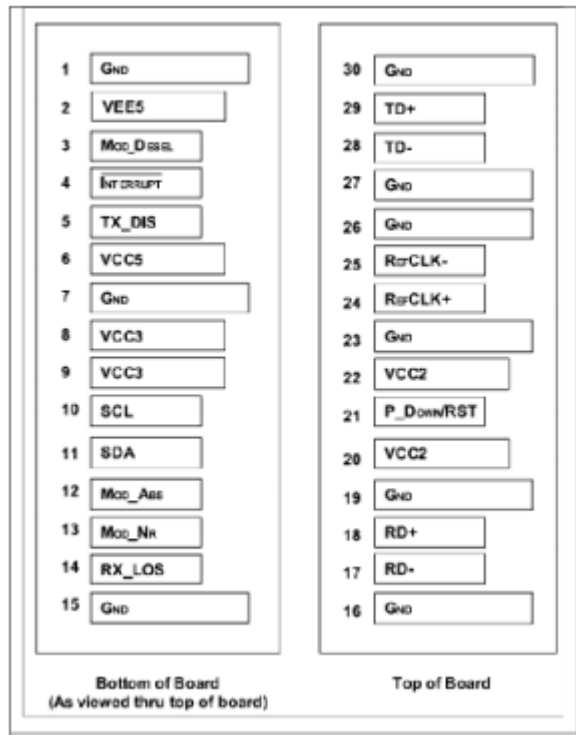 1 GND
2 VEE5
3 MOD_DESEL
4 INTERRUPT
5 TX_DIS
6 VCC5
7 GND
8 VCC3
9 VCC3
10 SCL
11 SDA
12 MOD_ABS
13 MOD_NR
14 RX_LOS
15 GND
Bottom of Board
(As viewed thru top of board)
30 GND
29 TD+
28 TD-
27 GND
26 GND
25 REFCLK-
24 REFCLK+
23 GND
22 VCC2
21 P_DOWN/RST
20 VCC2
19 GND
18 RD+
17 RD-
16 GND
Top of Board